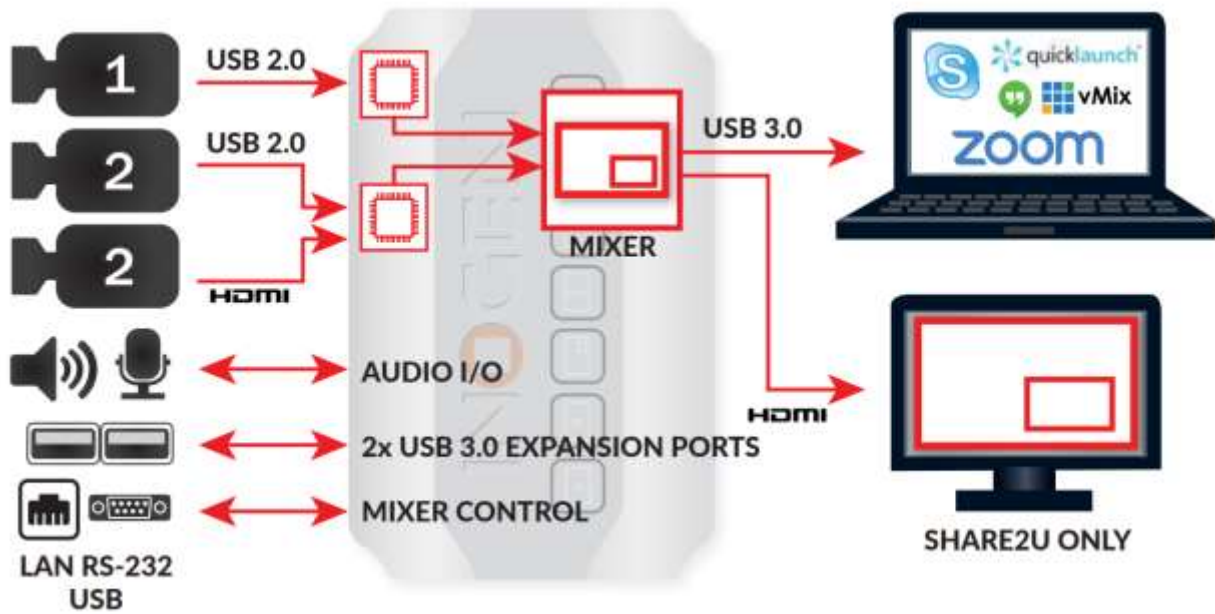 1
USB 2.0
2
USB 2.0
2
HDMI
AUDIO I/O
2x USB 3.0 EXPANSION PORTS
MIXER CONTROL
LAN RS-232
USB
INOGENI
MIXER
USB 3.0
HDMI
S
quicklaunch
vMix
zoom
SHARE2U ONLY